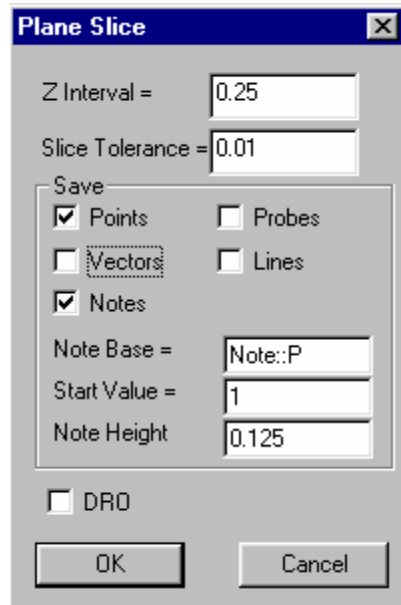 Plane Slice
Z Interval = 0.25
Slice Tolerance = 0.01
Save
Points Probes
Vectors Lines
Notes
Note Base = Note::P
Start Value = 1
Note Height 0.125
DRO
OK Cancel